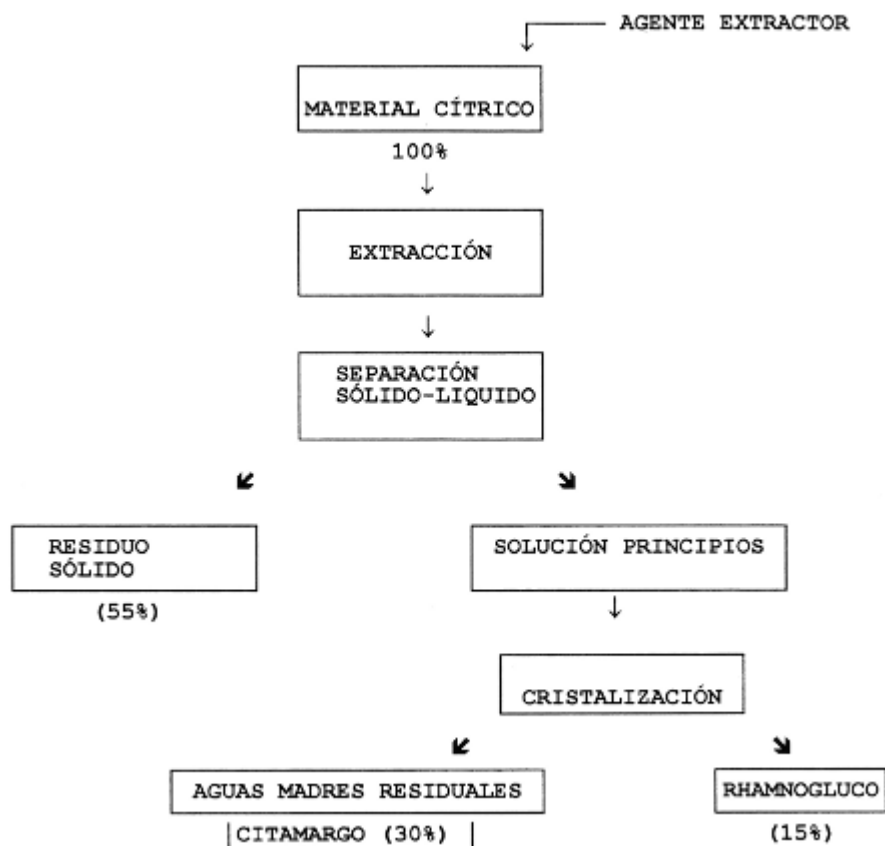 AGENTE EXTRACTOR
MATERIAL CÍTRICO
100%
EXTRACCIÓN
SEPARACIÓN
SÓLIDO-LIQUIDO
RESIDUO
SÓLIDO
(55%)
SOLUCIÓN PRINCIPIOS
CRISTALIZACIÓN
AGUAS MADRES RESIDUALES
CITAMARGO (30%)
RHAMNOGLUCO
(15%)